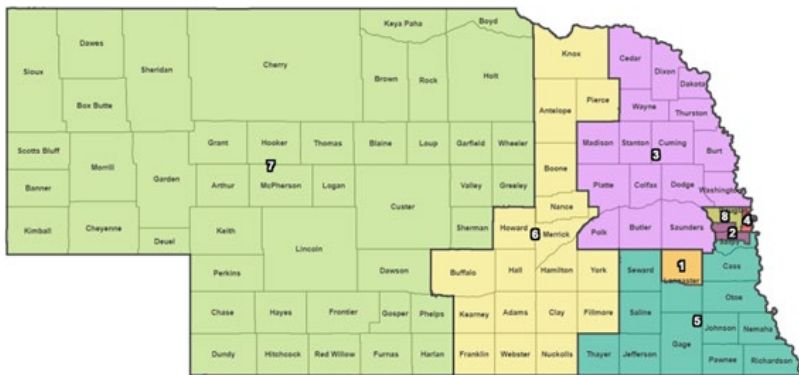 Boyd
Keya Paha
Knox
Cedar
Dawes
Dixon
Sioux
Sheridan
Cherry
Brown
Rock
Holt
Dakota
Pierce
Wayne
Thurston
Box Butte
Antelope
Grant
Hooker
Thomas
Blaine
Loup
Garfield
Wheeler
Madison
Stanton
Cuming
Burt
Scotts Bluff
7
3
Morrill
Banner
Garden
Arthur
McPherson
Logan
Valley
Greeley
Boone
Platte
Colfax
Dodge
Washington
Custer
Nance
Kimball
Cheyenne
Deuel
Keith
Lincoln
Sherman
Howard
6
Merrick
Polk
Butler
Saunders
8
4
2
Sarpy
Perkins
Dawson
Buffalo
Hall
Hamilton
York
Seward
1
Lancaster
Cass
Otoe
Chase
Hayes
Frontier
Gosper
Phelps
Kearney
Adams
Clay
Fillmore
Saline
5
Johnson
Nemaha
Gage
Dundy
Hitchcock
Red Willow
Furnas
Harlan
Franklin
Webster
Nuckolls
Thayer
Jefferson
Pawnee
Richardson